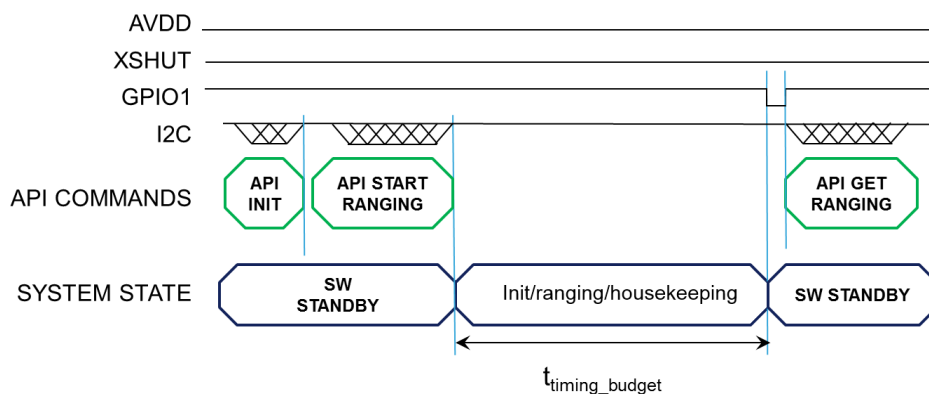 AVDD
XSHUT
GPIO1
I2C
API COMMANDS
API
INIT
API START
RANGING
API GET
RANGING
SYSTEM STATE
SW
STANDBY
Init/ranging/housekeeping
SW STANDBY
ttiming_budget